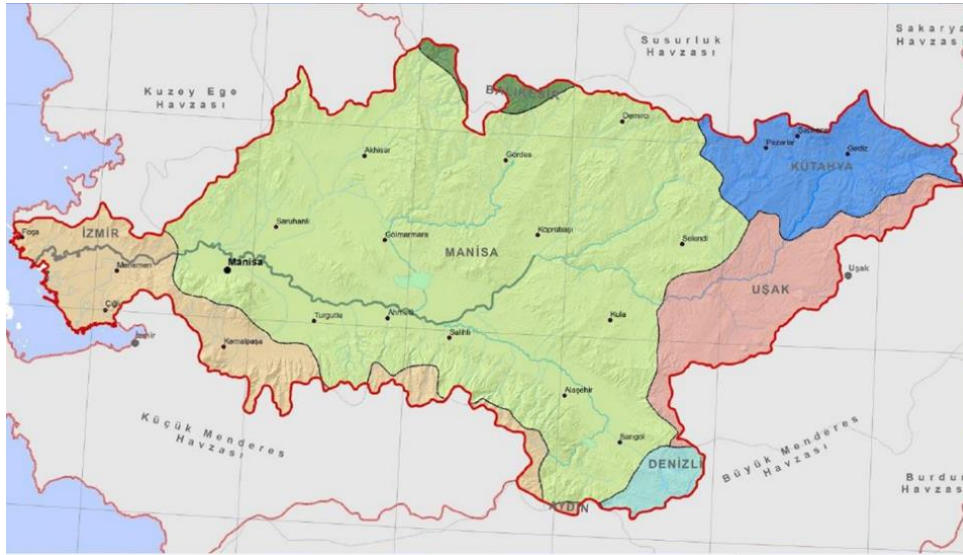 Susurluk
Havzası
Sakarya
Havzası
Kuzey Ege
Havzası
BALIKESİR
Demirci
Pazarlar
Gediz
KÜTAHYA
Akhisar
Gördes
Foça
İZMİR
Saruhanlı
Gölmarmara
Köprübaşı
MANİSA
Selendi
Menemen
Manisa
Uşak
UŞAK
Çiğli
Turgutlu
Ahmetli
Kula
Salihli
İzmir
Kemalpaşa
Alaşehir
Küçük Menderes
Havzası
Sarıgöl
DENİZLİ
Büyük Menderes
Havzası
Burdur
Havzas
AYDIN